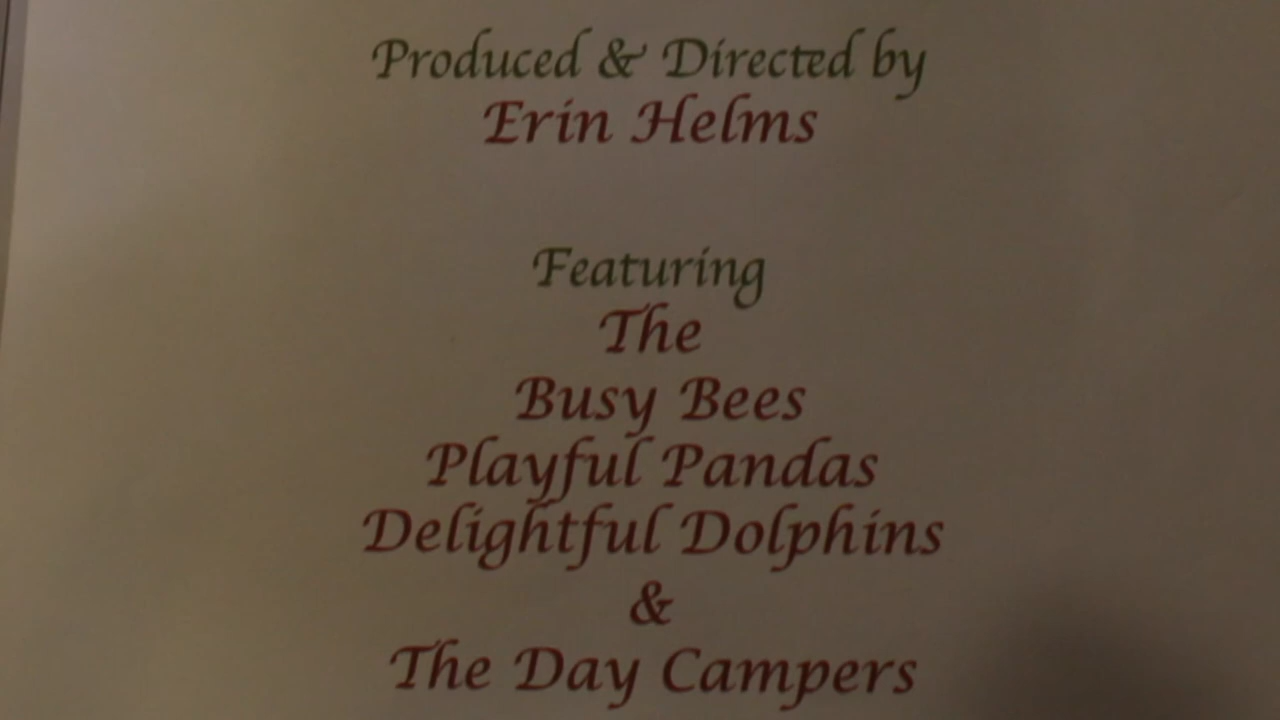 Produced & Directed by
Erin Helms
Featuring
The
Busy Bees
Playful Pandas
Delightful Dolphins
&
The Day Campers